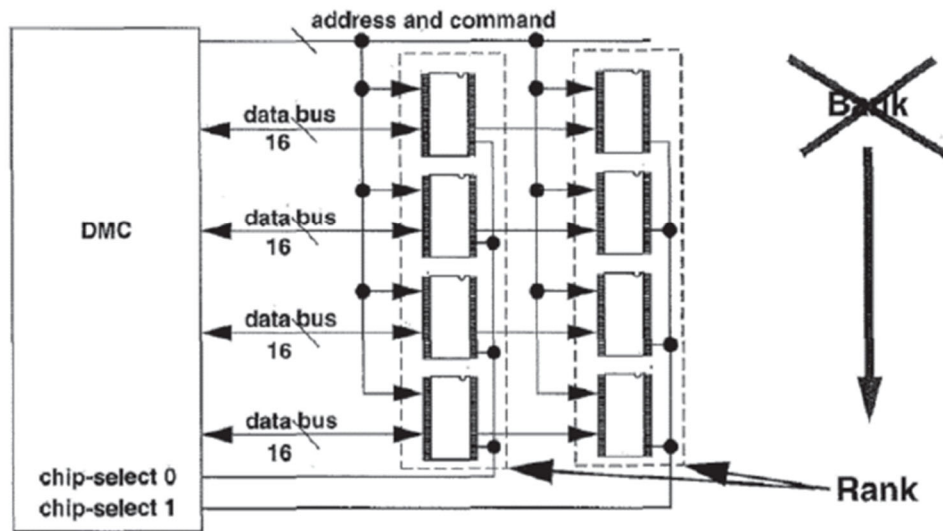 address and command
Bank
data bus
16
data bus
16
DMC
data bus
16
data bus
16
chip-select 0
chip-select 1
Rank